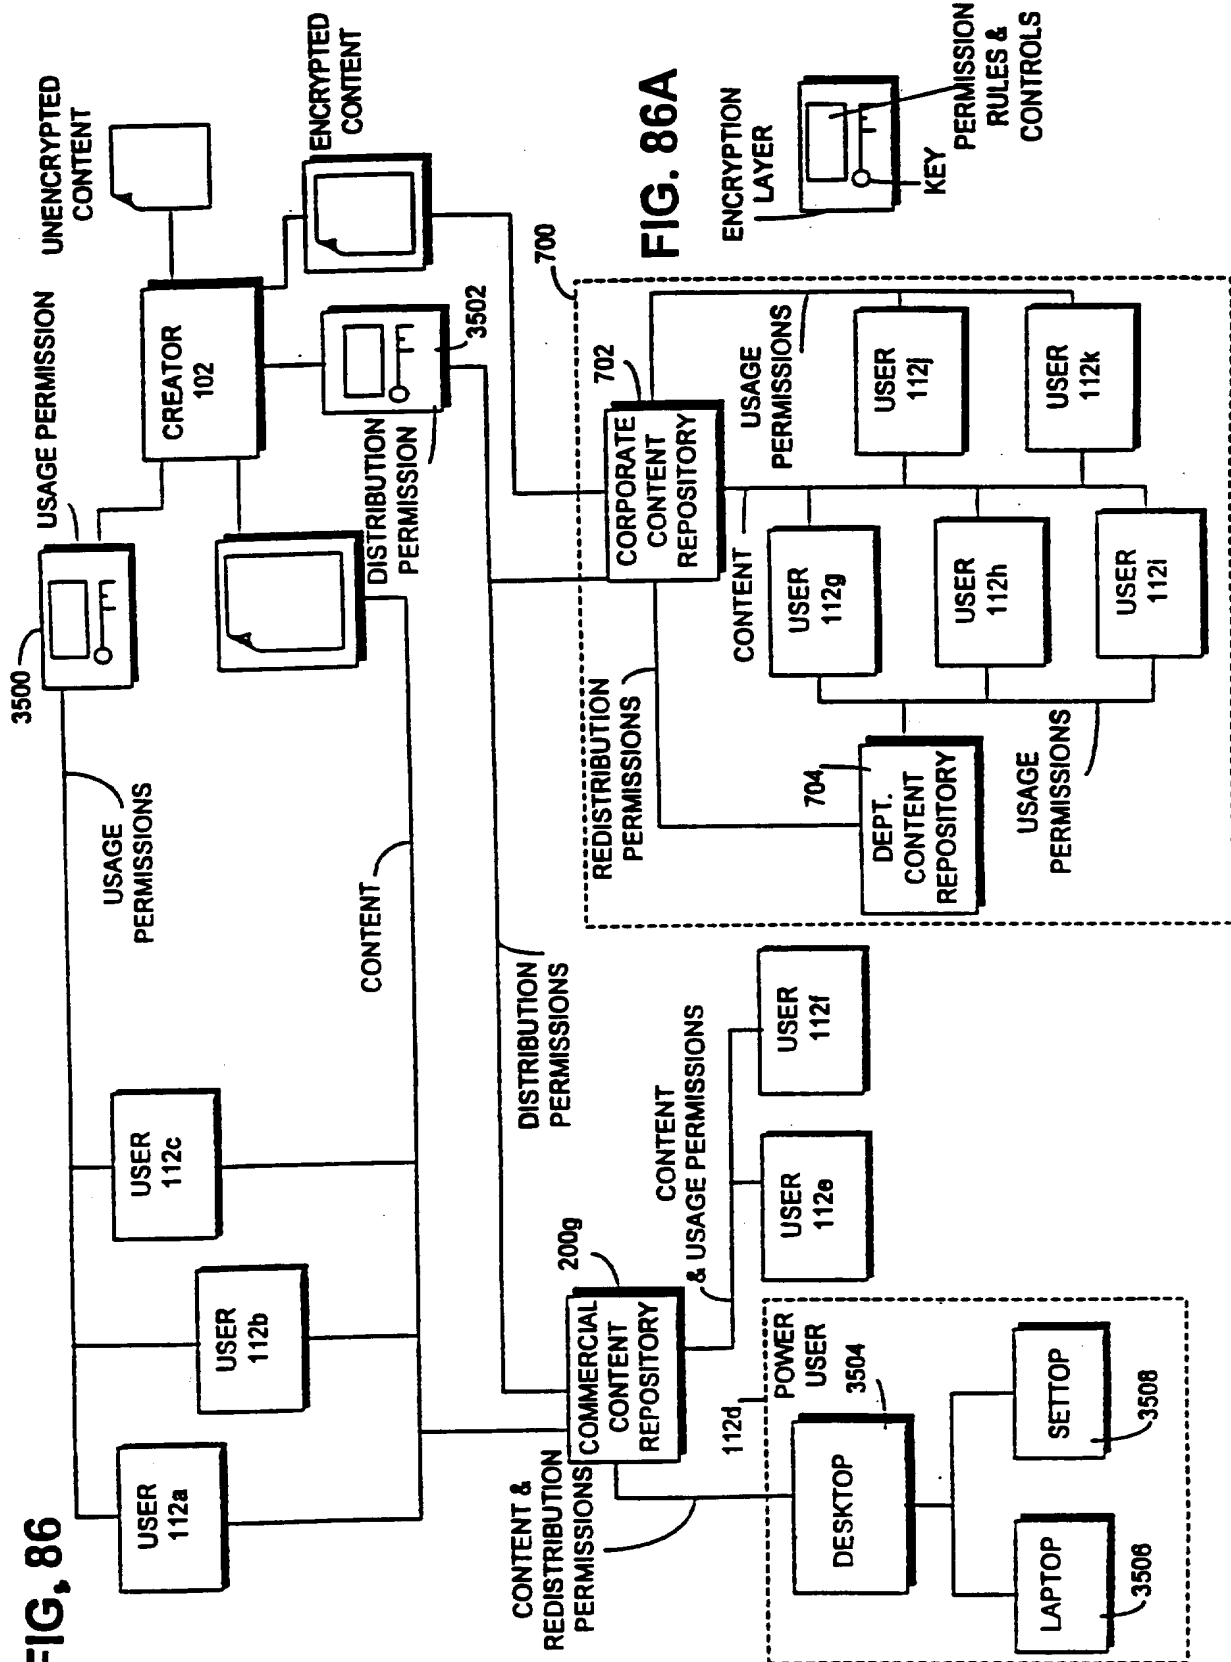 FIG. 86
USER
112a
USER
112b
USER
112c
USAGE
PERMISSIONS
3500
USAGE PERMISSION
CREATOR
102
UNENCRYPTED
CONTENT
ENCRYPTED
CONTENT
CONTENT
DISTRIBUTION
PERMISSION
3502
DISTRIBUTION
PERMISSIONS
CONTENT &
REDISTRIBUTION
PERMISSIONS
COMMERCIAL
CONTENT
REPOSITORY
200g
CONTENT
& USAGE PERMISSIONS
USER
112e
USER
112f
112d
POWER
USER
3504
DESKTOP
LAPTOP
3506
SETTOP
3508
700
702
CORPORATE
CONTENT
REPOSITORY
REDISTRIBUTION
PERMISSIONS
704
DEPT.
CONTENT
REPOSITORY
USAGE
PERMISSIONS
CONTENT
USER
112g
USER
112h
USER
112i
USAGE
PERMISSIONS
USER
112j
USER
112k
FIG. 86A
ENCRYPTION
LAYER
KEY
PERMISSION
RULES &
CONTROLS